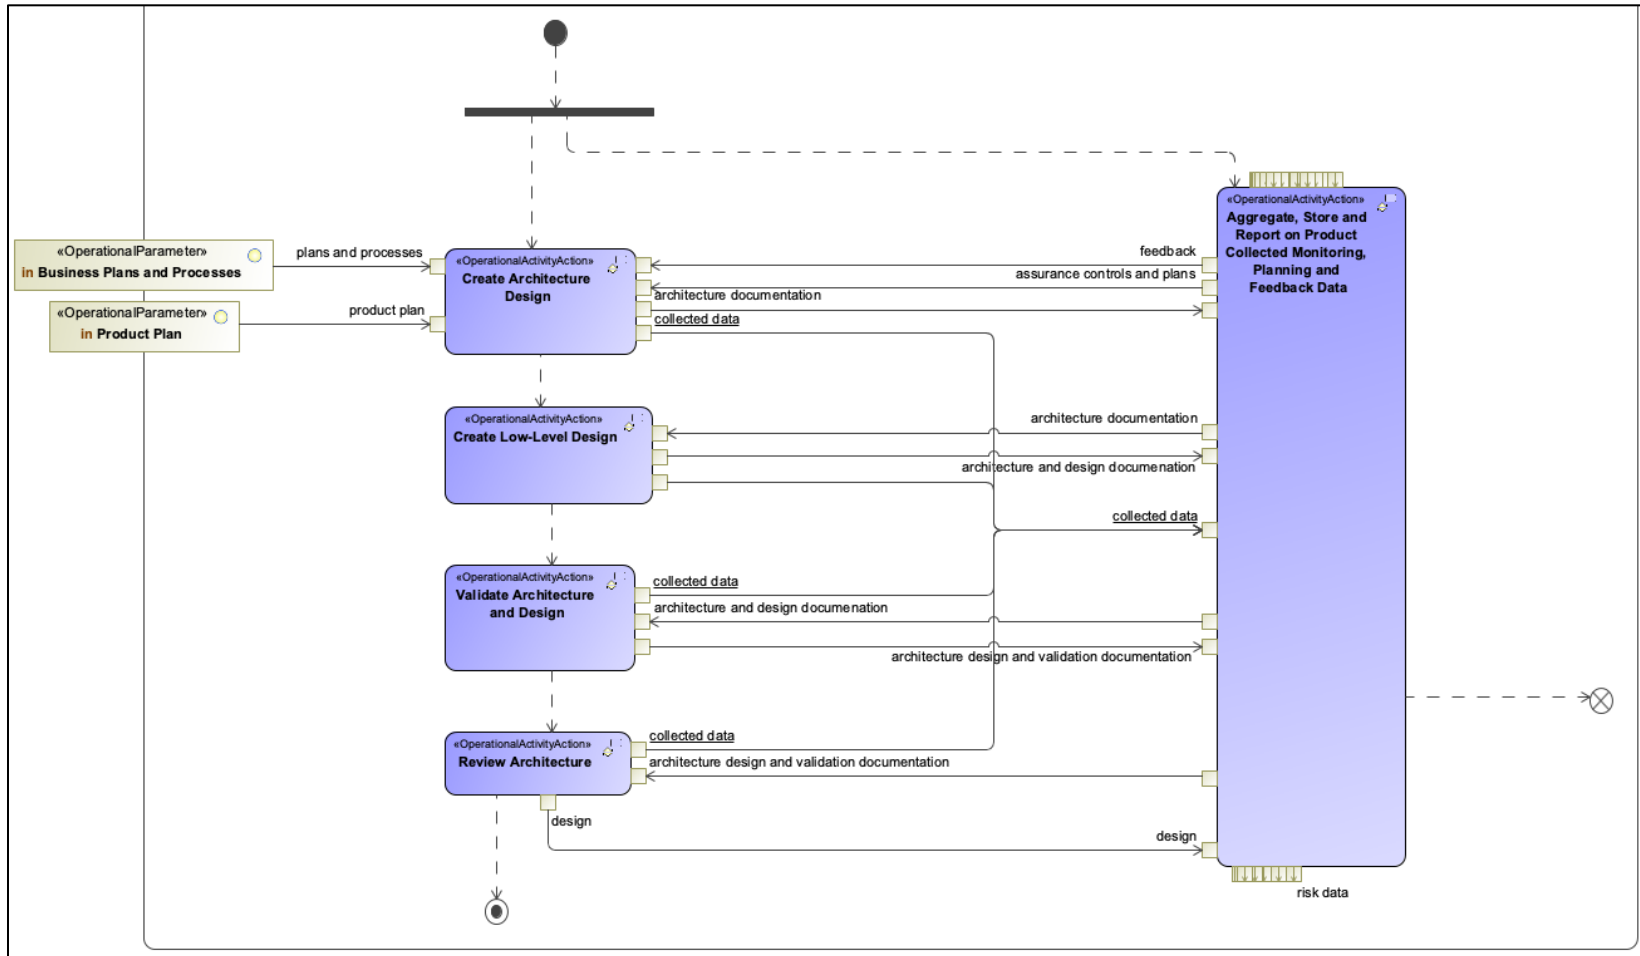 «OperationalActivityAction»
Aggregate, Store and
Report on Product
Collected Monitoring,
Planning and
Feedback Data
«OperationalParameter»
in Business Plans and Processes
plans and processes
«OperationalParameter»
in Product Plan
product plan
«OperationalActivityAction»
Create Architecture
Design
feedback
assurance controls and plans
architecture documentation
collected data
«OperationalActivityAction»
Create Low-Level Design
architecture documentation
architecture and design documenation
collected data
«OperationalActivityAction»
Validate Architecture
and Design
collected data
architecture and design documenation
architecture design and validation documentation
«OperationalActivityAction»
Review Architecture
collected data
architecture design and validation documentation
design
design
risk data